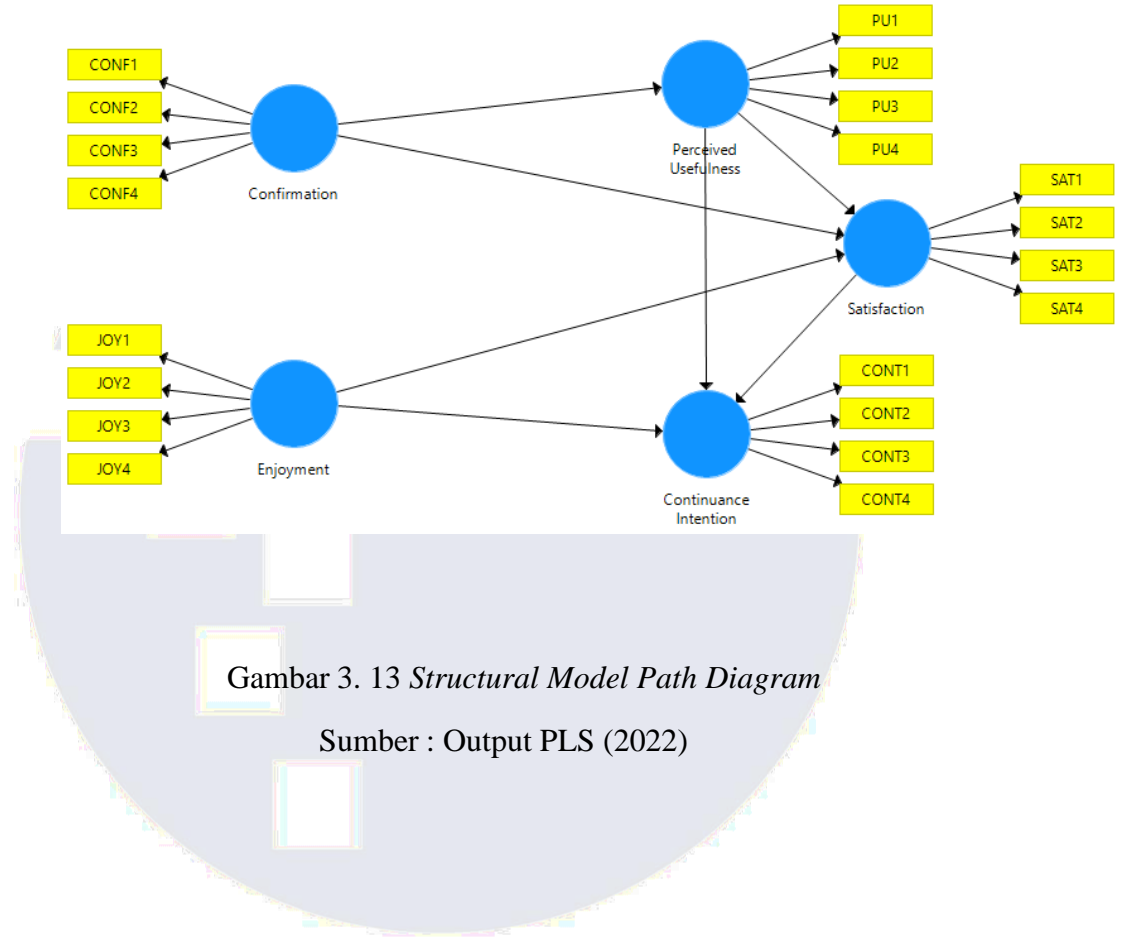 CONF1
CONF2
CONF3
CONF4
Confirmation
PU1
PU2
PU3
PU4
Perceived
Usefulness
SAT1
SAT2
SAT3
SAT4
Satisfaction
JOY1
JOY2
JOY3
JOY4
Enjoyment
CONT1
CONT2
CONT3
CONT4
Continuance
Intention
Gambar 3. 13 Structural Model Path Diagram
Sumber : Output PLS (2022)